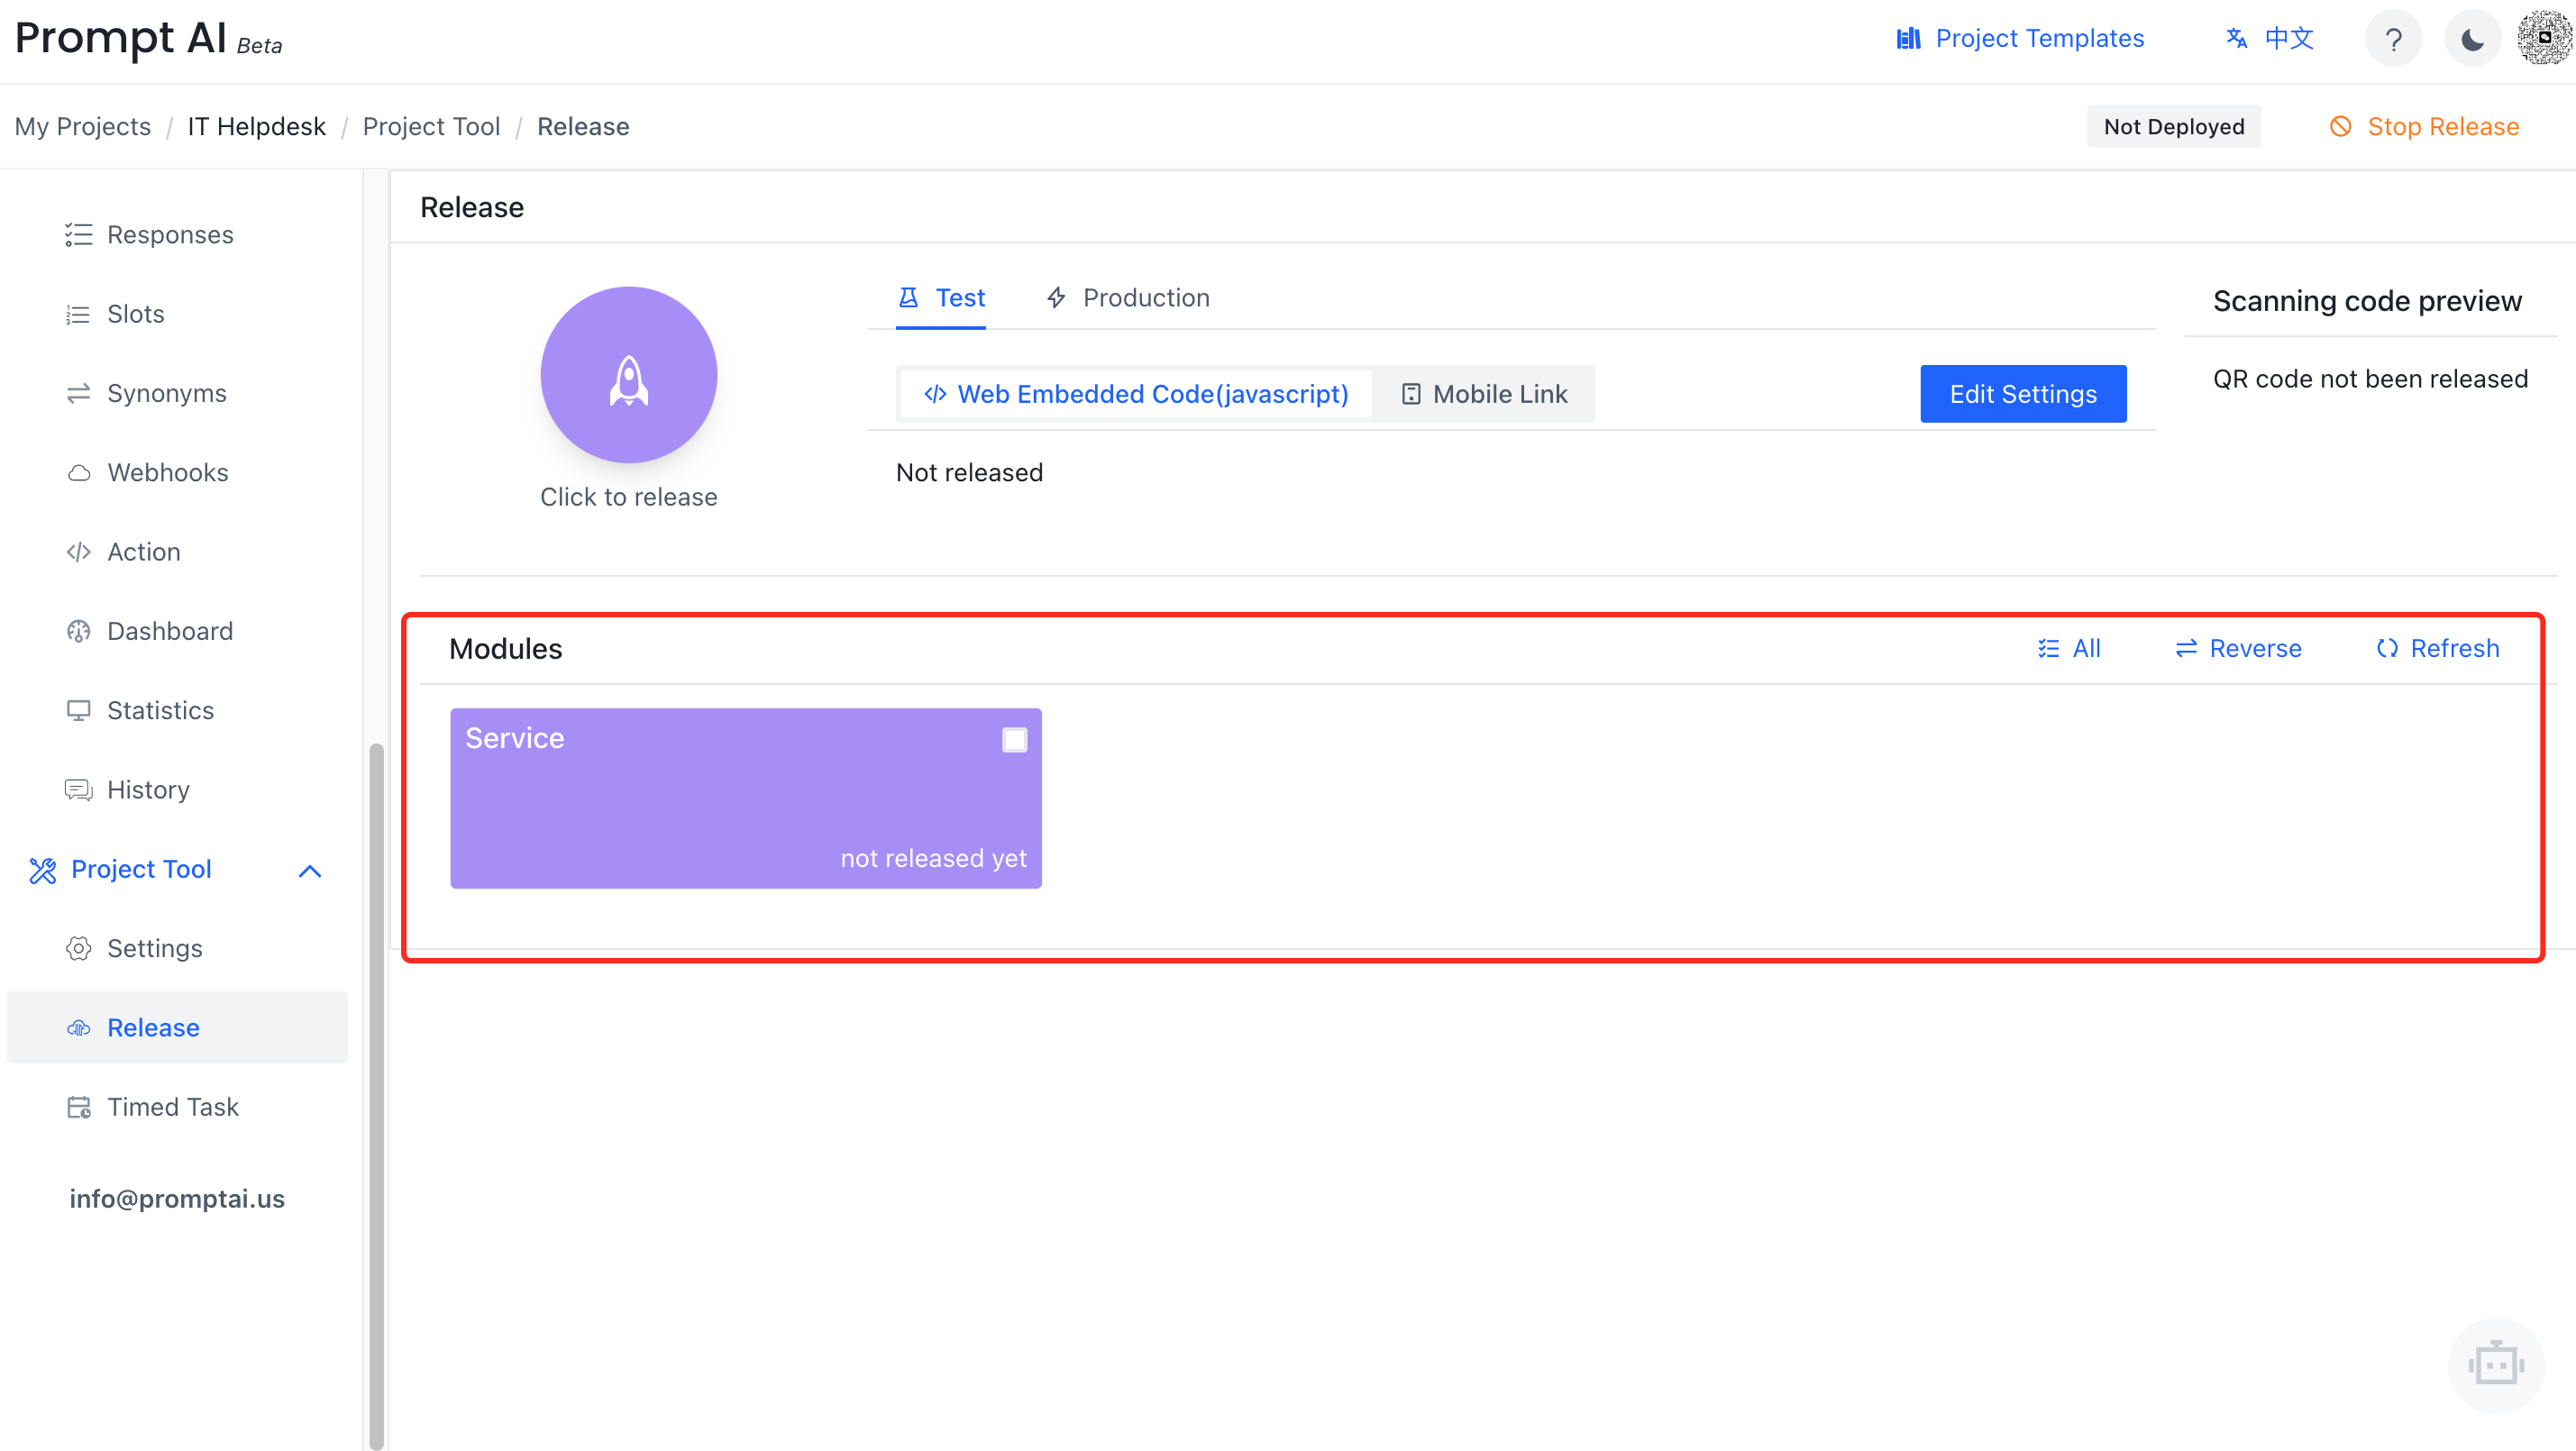 Prompt AI Beta
Project Templates
中文
?
My Projects / IT Helpdesk / Project Tool / Release
Not Deployed
Stop Release
Responses
Slots
Synonyms
Webhooks
Action
Dashboard
Statistics
History
Project Tool
Settings
Release
Timed Task
info@promptai.us
Release
Click to release
Test
Production
Web Embedded Code(javascript)
Mobile Link
Edit Settings
Not released
Scanning code preview
QR code not been released
Modules
All
Reverse
Refresh
Service
not released yet